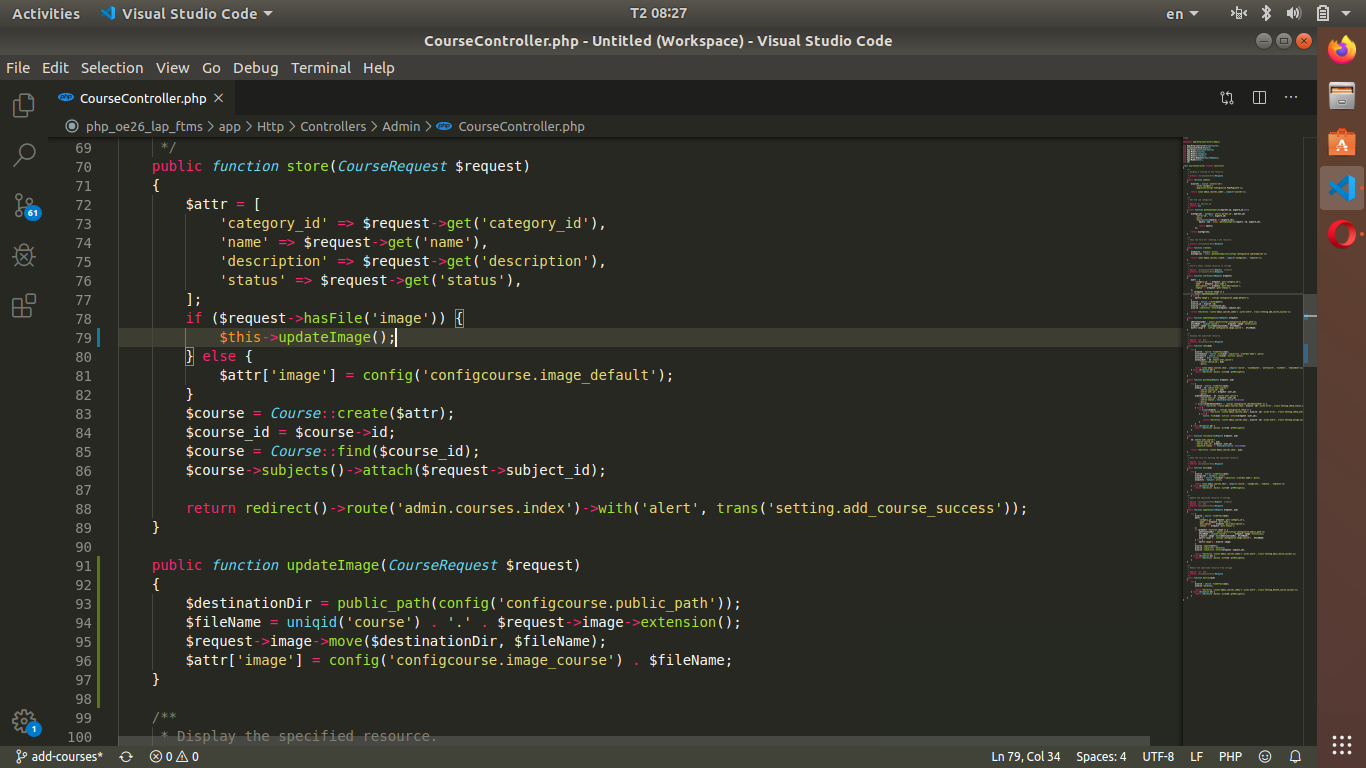 Activities
Visual Studio Code
T2 08:27
en
CourseController.php - Untitled (Workspace) - Visual Studio Code
File Edit Selection View Go Debug Terminal Help
CourseController.php
php_oe26_lap_ftms > app > Http > Controllers > Admin > CourseController.php
69 */
70 public function store(CourseRequest $request)
71 {
72 $attr = [
73 'category_id' => $request->get('category_id'),
74 'name' => $request->get('name'),
75 'description' => $request->get('description'),
76 'status' => $request->get('status'),
77 ];
78 if ($request->hasFile('image')) {
79 $this->updateImage();
80 } else {
81 $attr['image'] = config('configcourse.image_default');
82 }
83 $course = Course::create($attr);
84 $course_id = $course->id;
85 $course = Course::find($course_id);
86 $course->subjects()->attach($request->subject_id);
87
88 return redirect()->route('admin.courses.index')->with('alert', trans('setting.add_course_success'));
89 }
90
91 public function updateImage(CourseRequest $request)
92 {
93 $destinationDir = public_path(config('configcourse.public_path'));
94 $fileName = uniqid('course') . '.' . $request->image->extension();
95 $request->image->move($destinationDir, $fileName);
96 $attr['image'] = config('configcourse.image_course') . $fileName;
97 }
98
99 /**
100 * Display the specified resource.
61
1
add-courses*
0 0
Ln 79, Col 34
Spaces: 4
UTF-8
LF
PHP